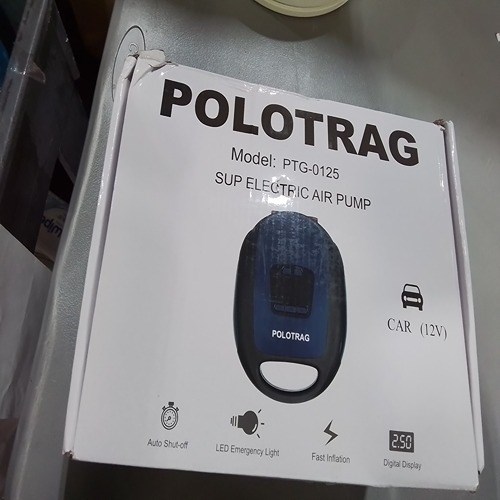 POLOTRAG
Model: PTG-0125
SUP ELECTRIC AIR PUMP
POLOTRAG
CAR (12V)
Auto Shut-off
LED Emergency Light
Fast Inflation
2.50
Digital Display